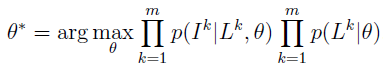 θ* = arg max_θ ∏_{k=1}^{m} p(I^k|L^k, θ) ∏_{k=1}^{m} p(L^k|θ)